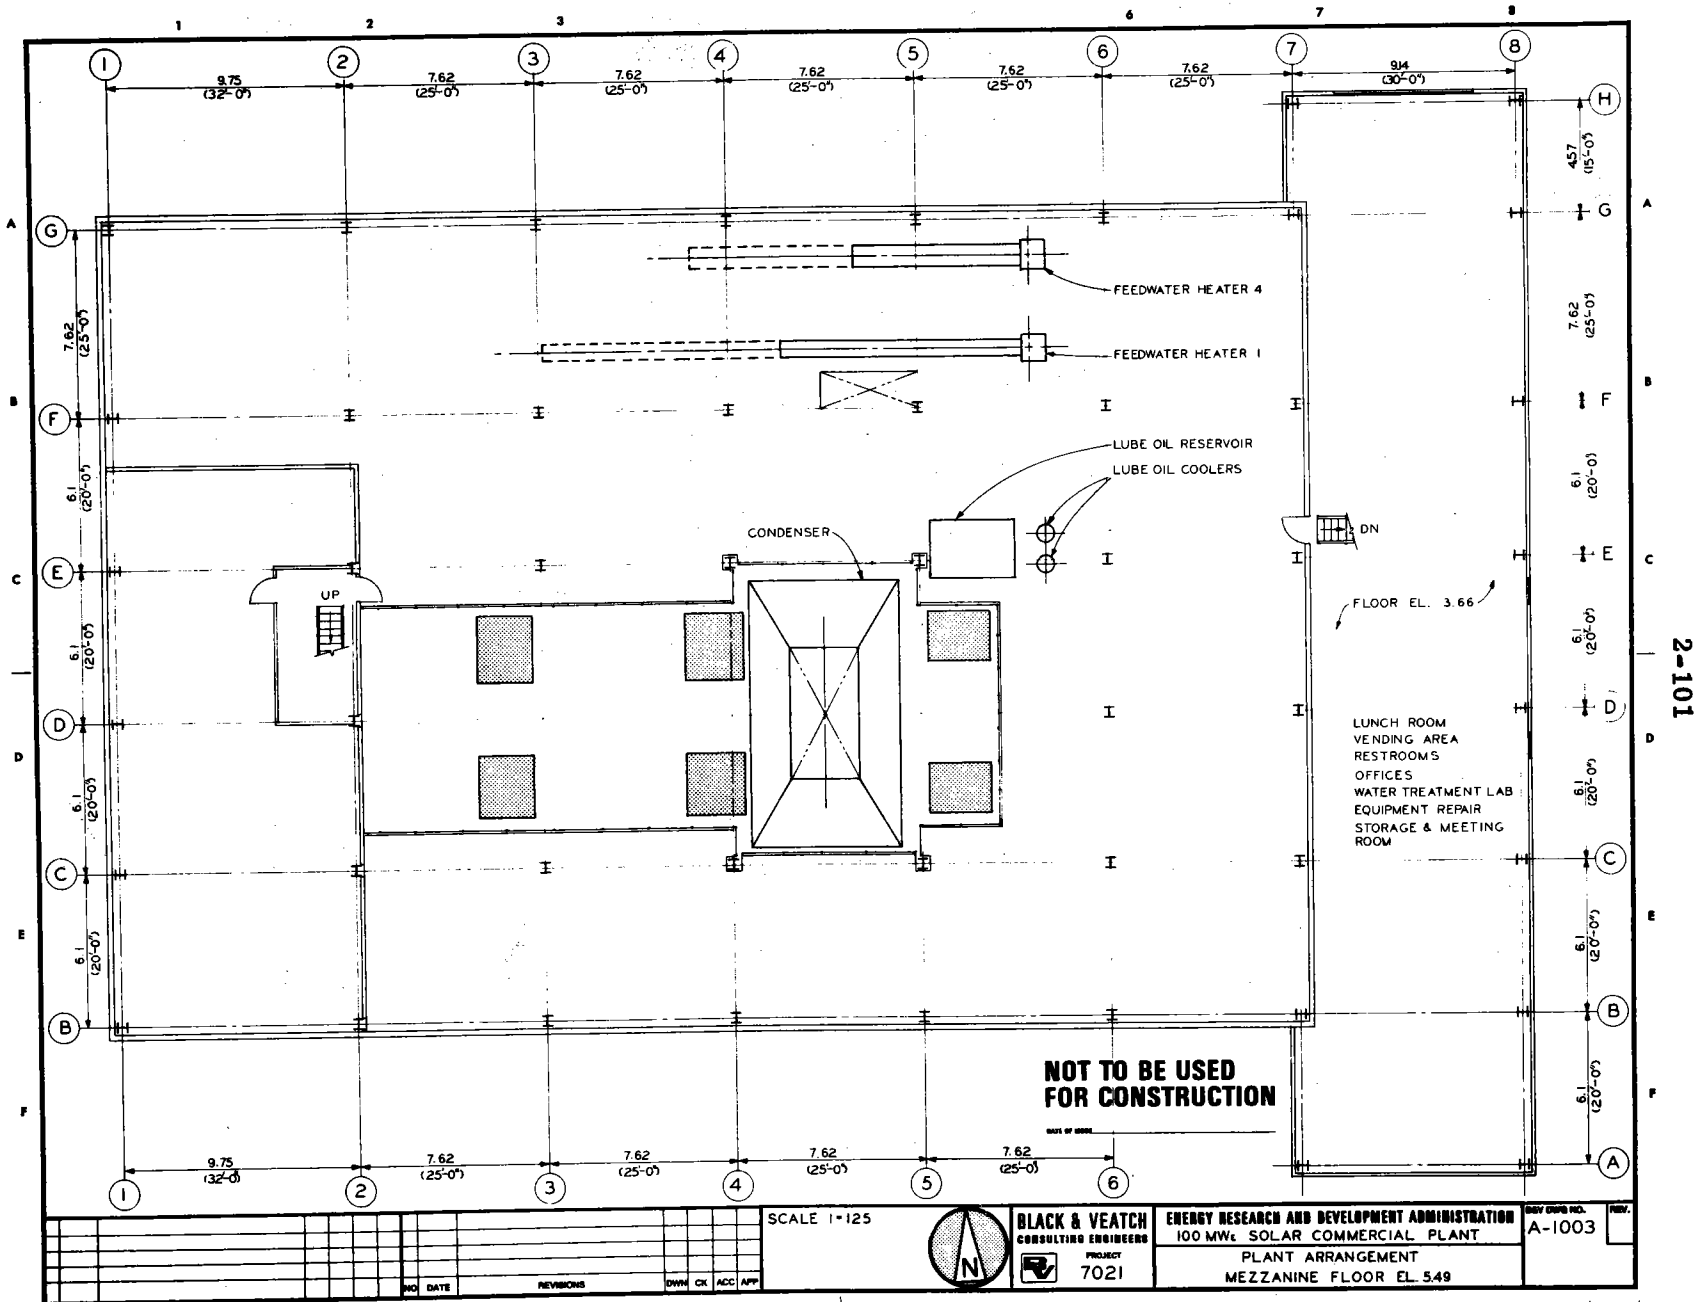 1 2 3 6 7 8
1 2 3 4 5 6 7 8
9.75 7.62 7.62 7.62 7.62 7.62 9.14
(32'-0") (25'-0") (25'-0") (25'-0") (25'-0") (25'-0") (30'-0")
H
4.57
(15'-0")
A G G A
FEEDWATER HEATER 4
7.62
(25'-0")
7.62
(25'-0")
FEEDWATER HEATER 1
B F F B
LUBE OIL RESERVOIR
LUBE OIL COOLERS
6.1
(20'-0")
6.1
(20'-0")
CONDENSER
DN
C E E C
UP
FLOOR EL. 3.66
6.1
(20'-0")
6.1
(20'-0")
2-101
D D
LUNCH ROOM
VENDING AREA
RESTROOMS
OFFICES
WATER TREATMENT LAB
EQUIPMENT REPAIR
STORAGE & MEETING
ROOM
D D
6.1
(20'-0")
6.1
(20'-0")
C C
E E
6.1
(20'-0")
6.1
(20'-0")
B B
NOT TO BE USED
FOR CONSTRUCTION
DATE OF ISSUE
6.1
(20'-0")
F F
A
9.75 7.62 7.62 7.62 7.62
(32'-0) (25'-0") (25'-0") (25'-0") (25'-0")
1 2 3 4 5 6
SCALE 1=125
NO DATE REVISIONS DWN CK ACC APP
N
BLACK & VEATCH
CONSULTING ENGINEERS
BV
PROJECT
7021
ENERGY RESEARCH AND DEVELOPMENT ADMINISTRATION
100 MWE SOLAR COMMERCIAL PLANT
PLANT ARRANGEMENT
MEZZANINE FLOOR EL. 5.49
B&V DWG NO.
A-1003
REV.